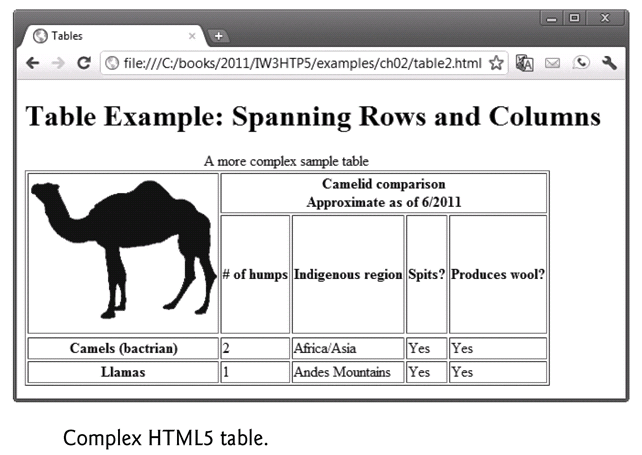 Tables
file:///C:/books/2011/IW3HTP5/examples/ch02/table2.html
Table Example: Spanning Rows and Columns
A more complex sample table
Camelid comparison
Approximate as of 6/2011
# of humps Indigenous region Spits? Produces wool?
Camels (bactrian) 2 Africa/Asia Yes Yes
Llamas 1 Andes Mountains Yes Yes
Complex HTML5 table.